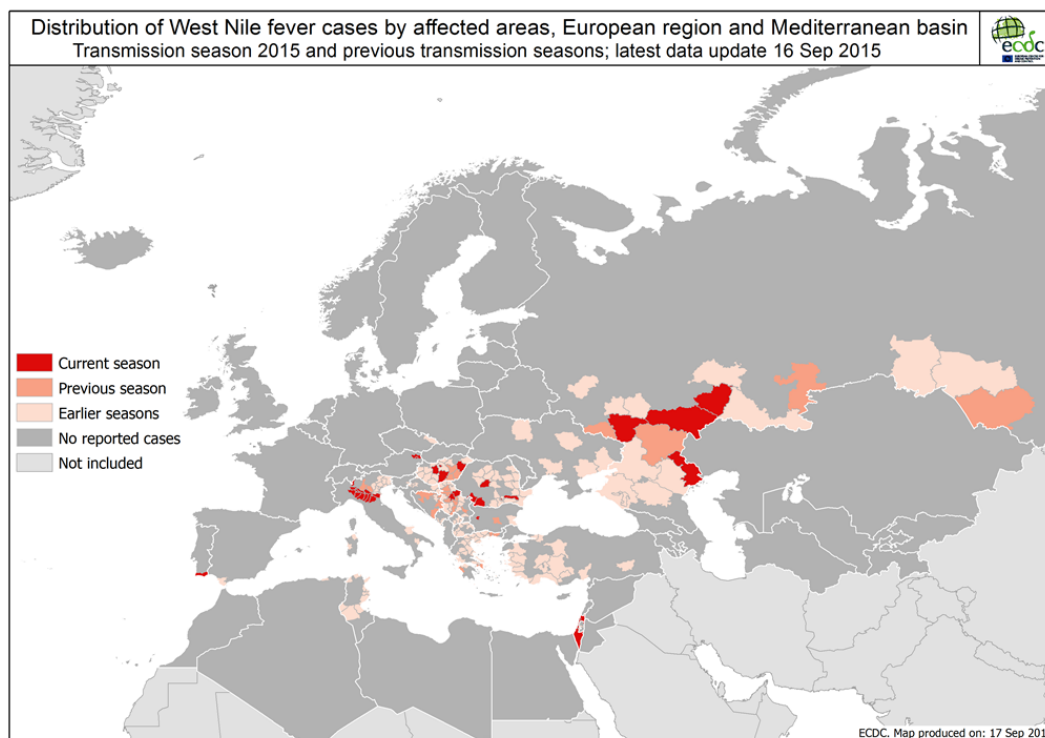 Distribution of West Nile fever cases by affected areas, European region and Mediterranean basin
Transmission season 2015 and previous transmission seasons; latest data update 16 Sep 2015
ecdc
Current season
Previous season
Earlier seasons
No reported cases
Not included
ECDC. Map produced on: 17 Sep 201